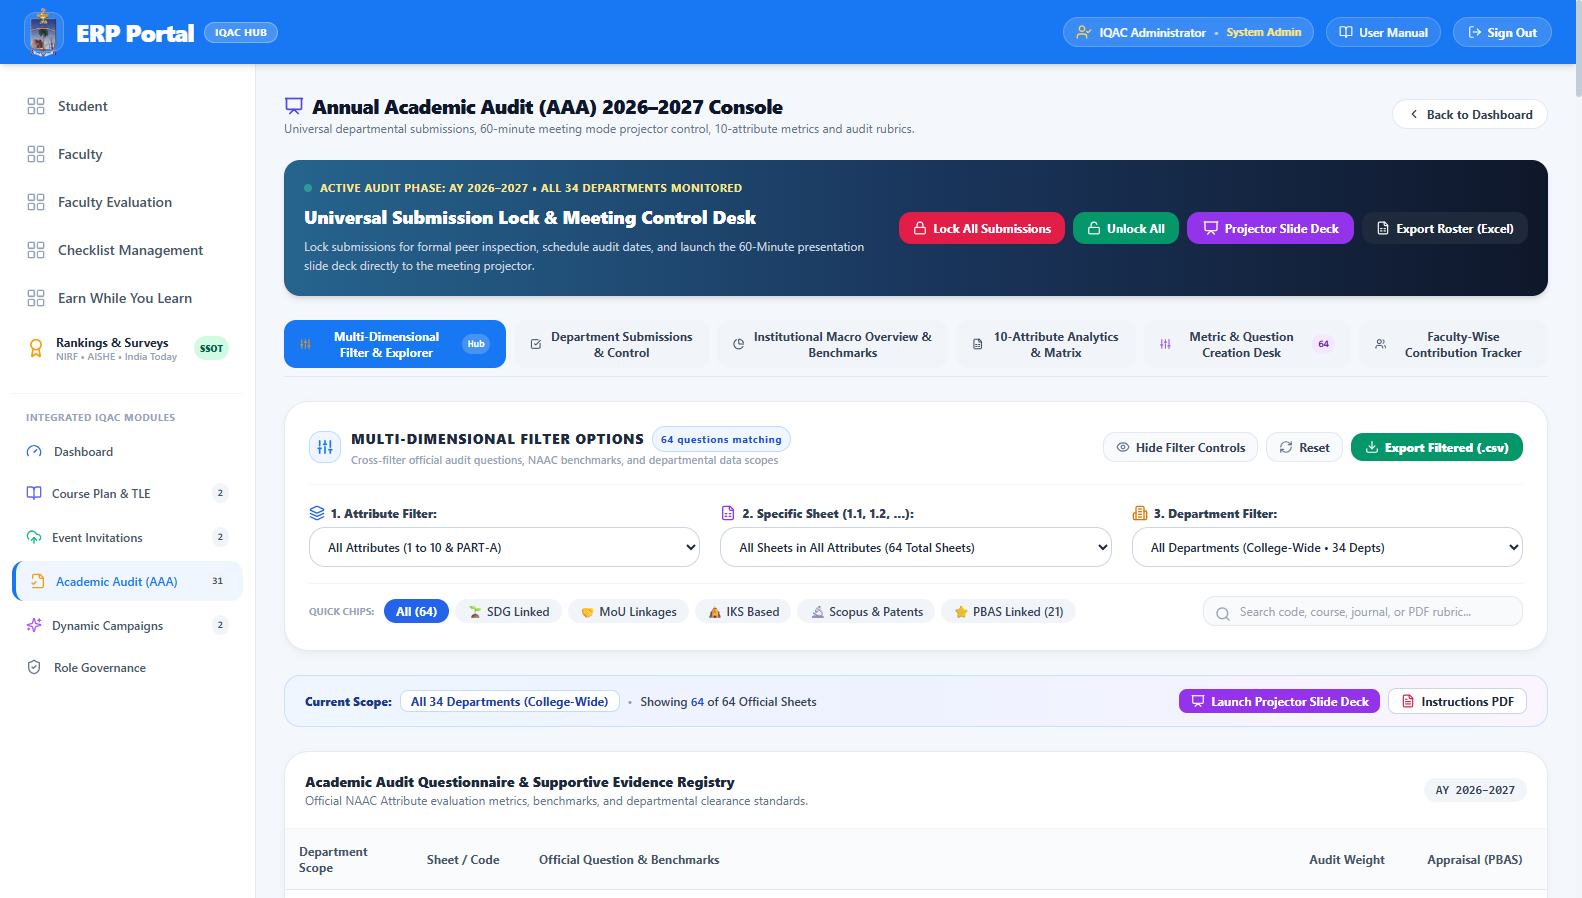 ERP Portal IQAC HUB
IQAC Administrator • System Admin
User Manual
Sign Out
Student
Faculty
Faculty Evaluation
Checklist Management
Earn While You Learn
Rankings & Surveys
NIRF • AISHE • India Today
SSOT
INTEGRATED IQAC MODULES
Dashboard
Course Plan & TLE 2
Event Invitations 2
Academic Audit (AAA) 31
Dynamic Campaigns 2
Role Governance
Annual Academic Audit (AAA) 2026–2027 Console
Universal departmental submissions, 60-minute meeting mode projector control, 10-attribute metrics and audit rubrics.
Back to Dashboard
ACTIVE AUDIT PHASE: AY 2026–2027 • ALL 34 DEPARTMENTS MONITORED
Universal Submission Lock & Meeting Control Desk
Lock submissions for formal peer inspection, schedule audit dates, and launch the 60-Minute presentation
slide deck directly to the meeting projector.
Lock All Submissions
Unlock All
Projector Slide Deck
Export Roster (Excel)
Multi-Dimensional
Filter & Explorer
Hub
Department Submissions
& Control
Institutional Macro Overview &
Benchmarks
10-Attribute Analytics
& Matrix
Metric & Question
Creation Desk
64
Faculty-Wise
Contribution Tracker
MULTI-DIMENSIONAL FILTER OPTIONS 64 questions matching
Cross-filter official audit questions, NAAC benchmarks, and departmental data scopes
Hide Filter Controls
Reset
Export Filtered (.csv)
1. Attribute Filter:
All Attributes (1 to 10 & PART-A)
2. Specific Sheet (1.1, 1.2, ...):
All Sheets in All Attributes (64 Total Sheets)
3. Department Filter:
All Departments (College-Wide • 34 Depts)
QUICK CHIPS: All (64) SDG Linked MoU Linkages IKS Based Scopus & Patents PBAS Linked (21)
Search code, course, journal, or PDF rubric...
Current Scope: All 34 Departments (College-Wide) • Showing 64 of 64 Official Sheets
Launch Projector Slide Deck
Instructions PDF
Academic Audit Questionnaire & Supportive Evidence Registry
Official NAAC Attribute evaluation metrics, benchmarks, and departmental clearance standards.
AY 2026-2027
Department
Scope
Sheet / Code
Official Question & Benchmarks
Audit Weight
Appraisal (PBAS)